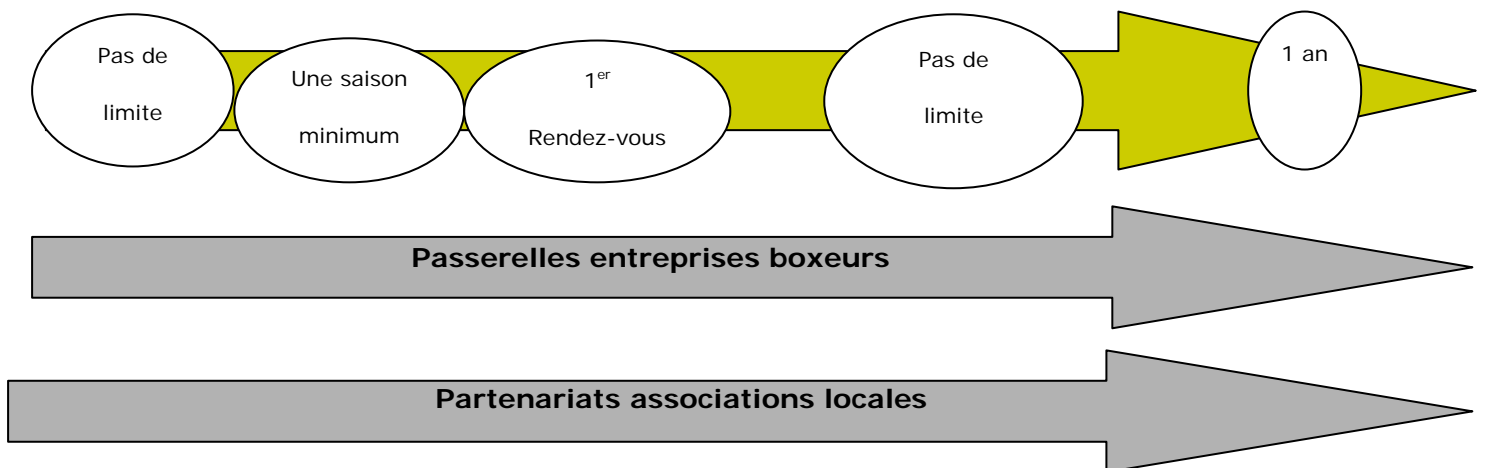 Pas de
limite
Une saison
minimum
1er
Rendez-vous
Pas de
limite
1 an
Passerelles entreprises boxeurs
Partenariats associations locales